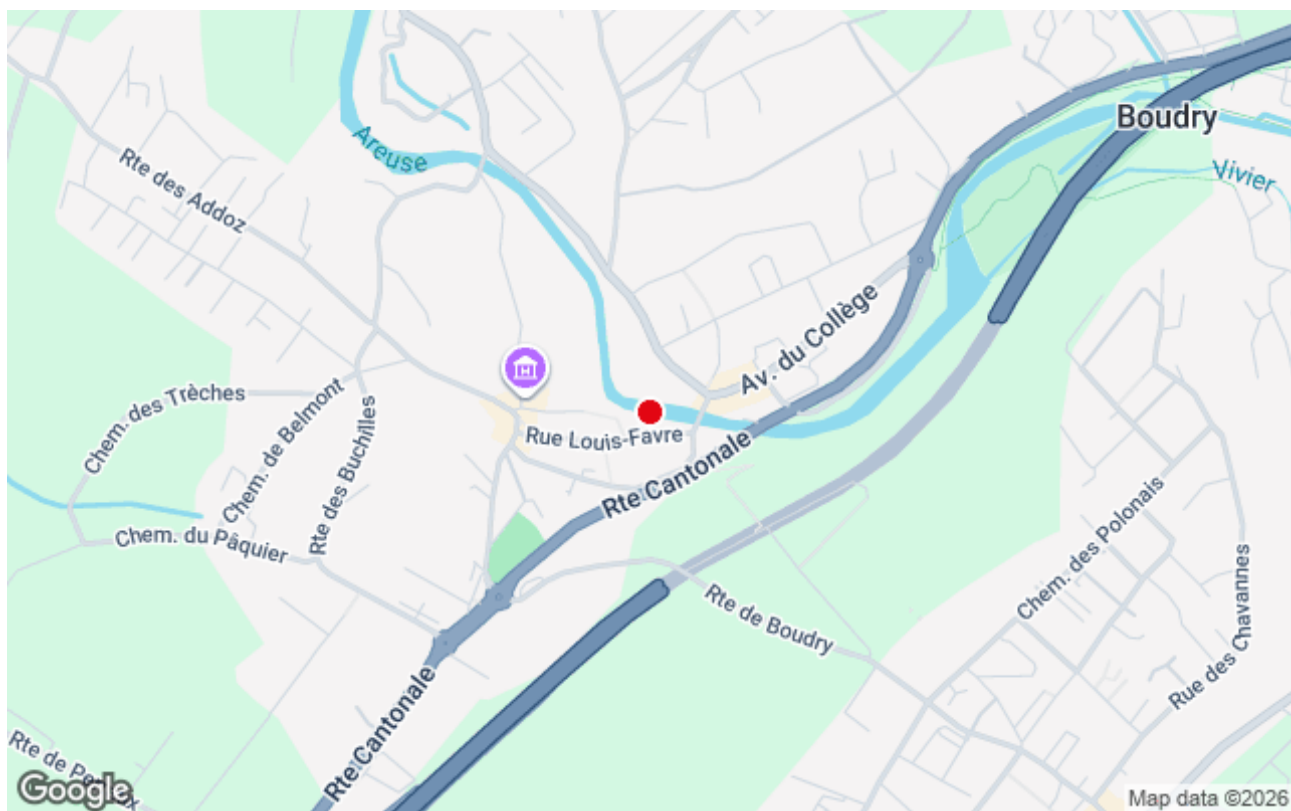 Boudry
Areuse
Vivier
Rte des Addoz
Av. du Collège
Chem. des Trèches
Chem. de Belmont
Rte des Buchilles
Rue Louis-Favre
Rte Cantonale
Chem. du Pâquier
Chem. des Polonais
Rte de Boudry
Rue des Chavannes
Rte Cantonale
Rte de
Google
Map data ©2026